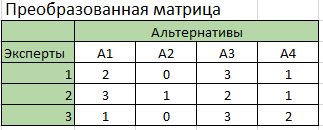 Преобразованная матрица
Альтернативы
Эксперты A1 A2 A3 A4
1 2 0 3 1
2 3 1 2 1
3 1 0 3 2